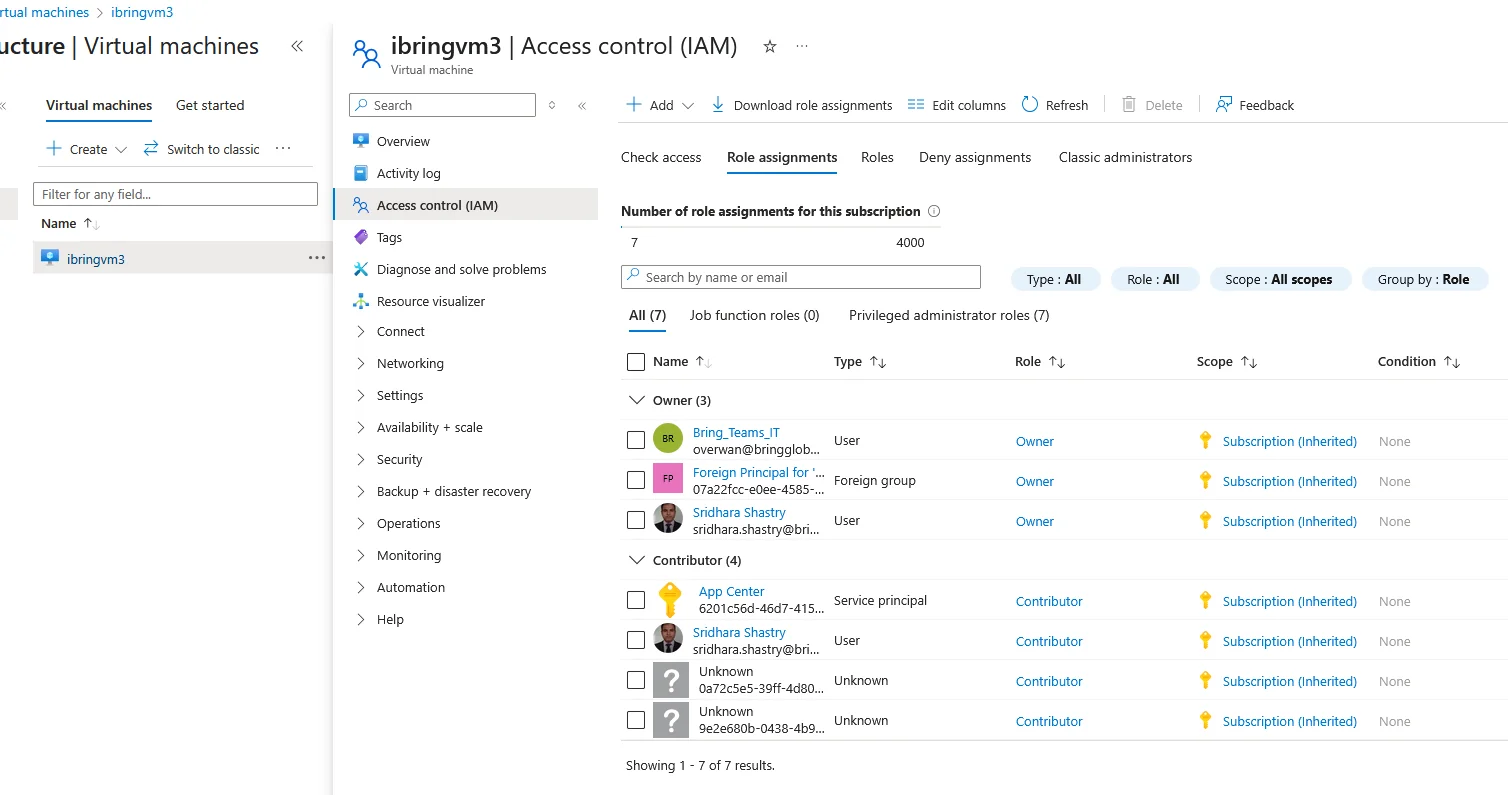 rtual machines > ibringvm3
ucture | Virtual machines
Virtual machines Get started
Create Switch to classic ...
Filter for any field...
Name
ibringvm3 ...
ibringvm3 | Access control (IAM) ...
Virtual machine
Search
Overview
Activity log
Access control (IAM)
Tags
Diagnose and solve problems
Resource visualizer
Connect
Networking
Settings
Availability + scale
Security
Backup + disaster recovery
Operations
Monitoring
Automation
Help
Add Download role assignments Edit columns Refresh Delete Feedback
Check access Role assignments Roles Deny assignments Classic administrators
Number of role assignments for this subscription
7 4000
Search by name or email
Type : All Role : All Scope : All scopes Group by : Role
All (7) Job function roles (0) Privileged administrator roles (7)
Name Type Role Scope Condition
Owner (3)
BR Bring_Teams_IT
overwan@bringglob... User Owner Subscription (Inherited) None
FP Foreign Principal for '...
07a22fcc-e0ee-4585-... Foreign group Owner Subscription (Inherited) None
Sridhara Shastry
sridhara.shastry@bri... User Owner Subscription (Inherited) None
Contributor (4)
App Center
6201c56d-46d7-415... Service principal Contributor Subscription (Inherited) None
Sridhara Shastry
sridhara.shastry@bri... User Contributor Subscription (Inherited) None
? Unknown
0a72c5e5-39ff-4d80... Unknown Contributor Subscription (Inherited) None
? Unknown
9e2e680b-0438-4b9... Unknown Contributor Subscription (Inherited) None
Showing 1 - 7 of 7 results.